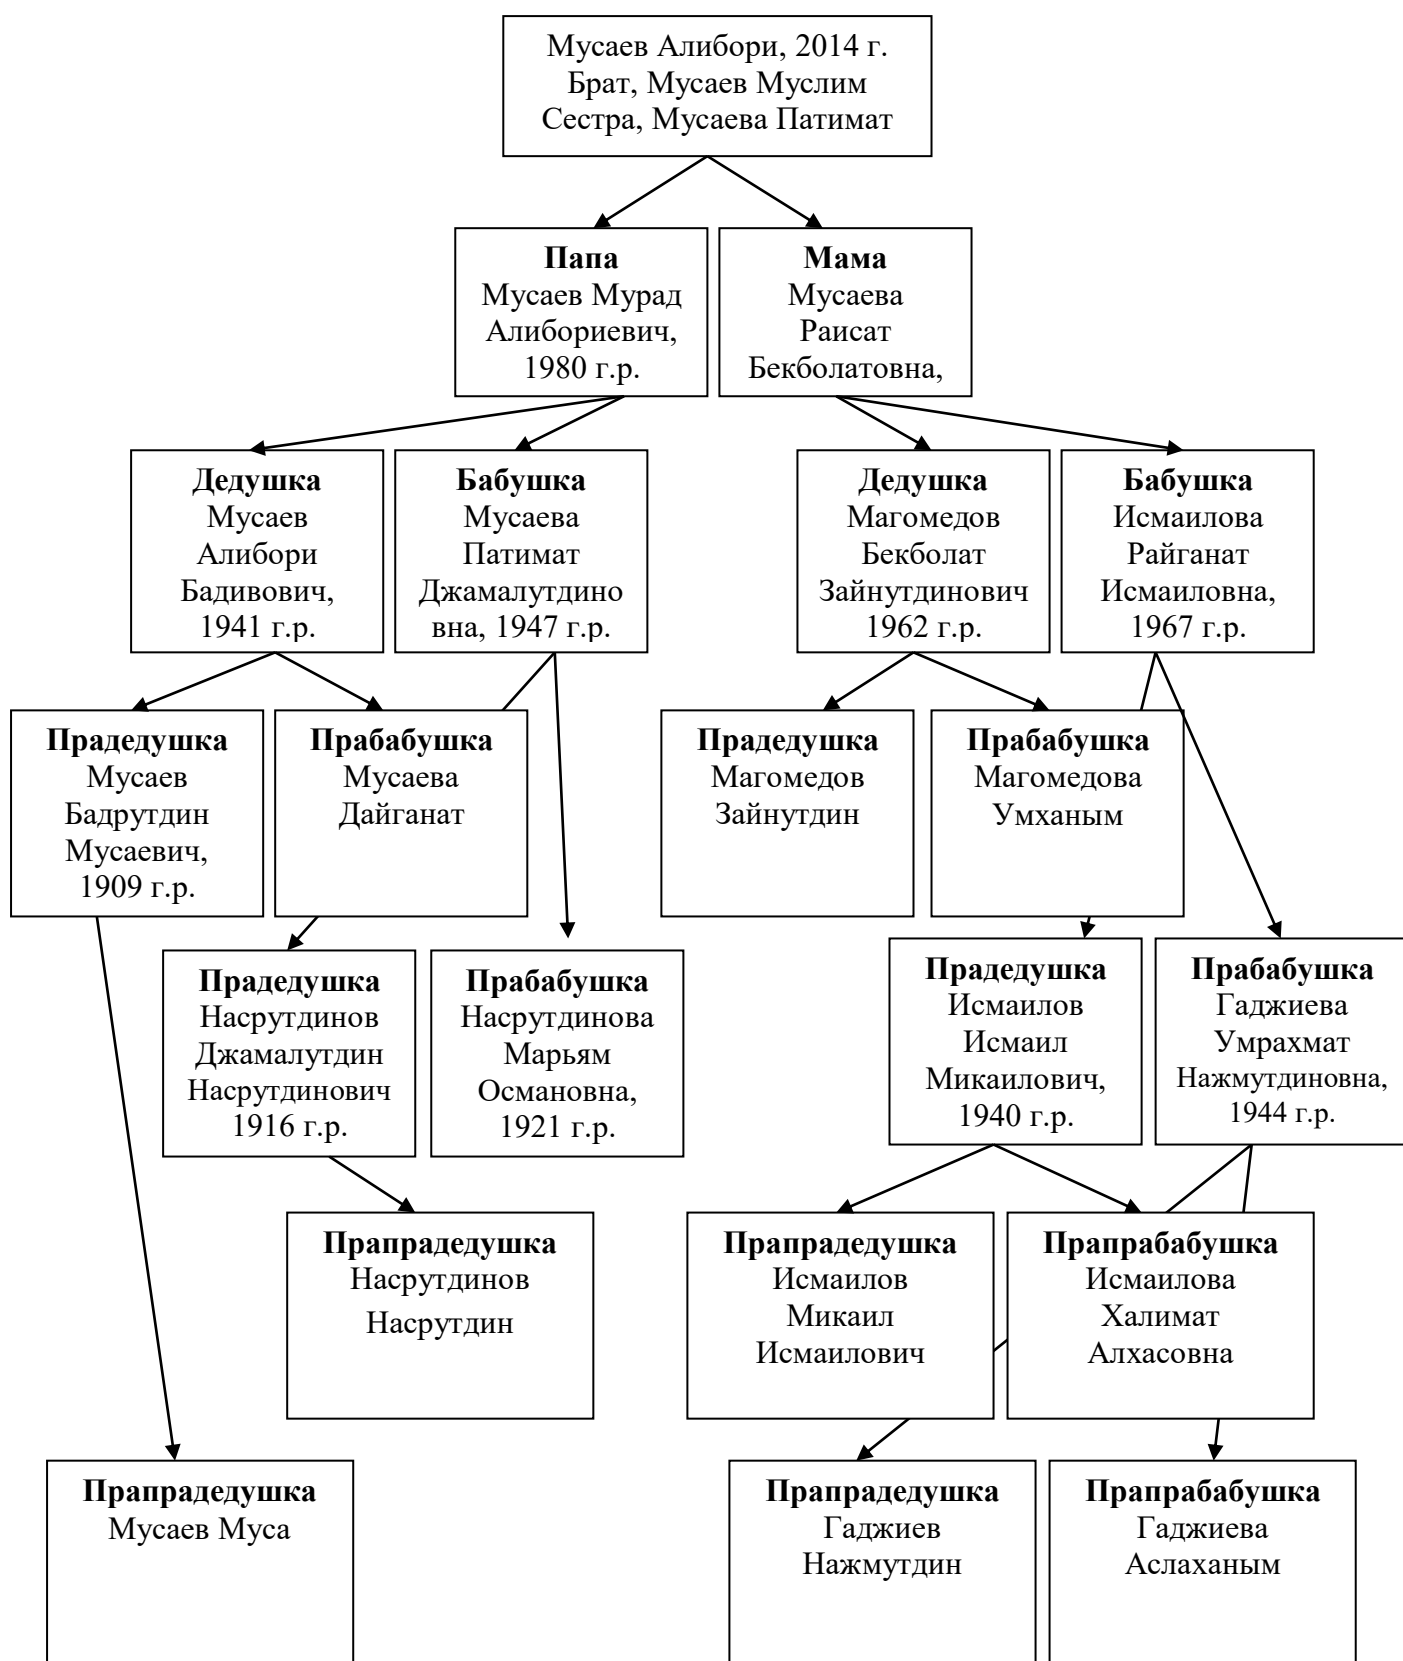 Мусаев Алибори, 2014 г.
Брат, Мусаев Муслим
Сестра, Мусаева Патимат
Папа
Мусаев Мурад
Алибориевич,
1980 г.р.
Мама
Мусаева
Раисат
Бекболатовна,
Дедушка
Мусаев
Алибори
Бадивович,
1941 г.р.
Бабушка
Мусаева
Патимат
Джамалутдино
вна, 1947 г.р.
Дедушка
Магомедов
Бекболат
Зайнутдинович
1962 г.р.
Бабушка
Исмаилова
Райганат
Исмаиловна,
1967 г.р.
Прадедушка
Мусаев
Бадрутдин
Мусаевич,
1909 г.р.
Прабабушка
Мусаева
Дайганат
Прадедушка
Магомедов
Зайнутдин
Прабабушка
Магомедова
Умханым
Прадедушка
Насрутдинов
Джамалутдин
Насрутдинович
1916 г.р.
Прабабушка
Насрутдинова
Марьям
Османовна,
1921 г.р.
Прадедушка
Исмаилов
Исмаил
Микаилович,
1940 г.р.
Прабабушка
Гаджиева
Умрахмат
Нажмутдиновна,
1944 г.р.
Прапрадедушка
Насрутдинов
Насрутдин
Прапрадедушка
Исмаилов
Микаил
Исмаилович
Прапрабабушка
Исмаилова
Халимат
Алхасовна
Прапрадедушка
Мусаев Муса
Прапрадедушка
Гаджиев
Нажмутдин
Прапрабабушка
Гаджиева
Аслаханым